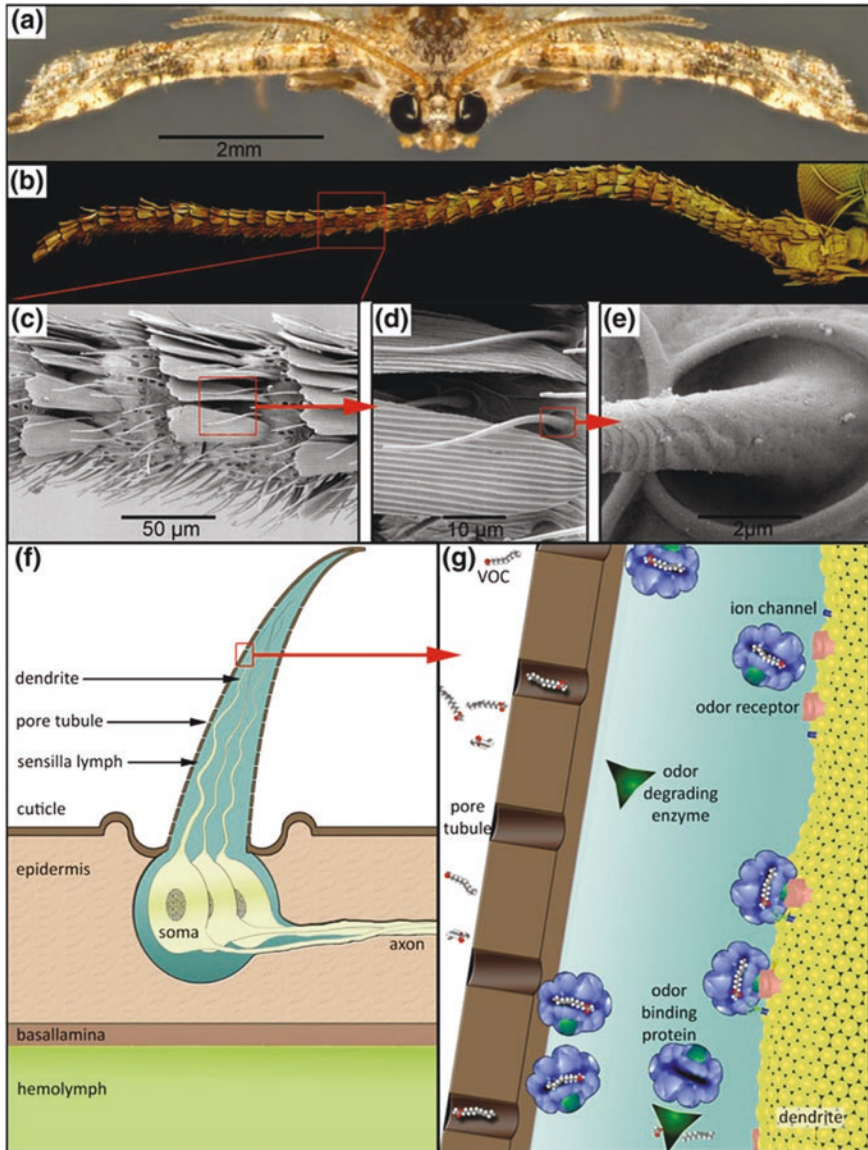 (a)
2mm
(b)
(c)
50 µm
(d)
10 µm
(e)
2µm
(f)
dendrite
pore tubule
sensilla lymph
cuticle
epidermis
soma
axon
basallamina
hemolymph
(g)
VOC
ion channel
odor receptor
odor
degrading
enzyme
pore
tubule
odor
binding
protein
dendrite